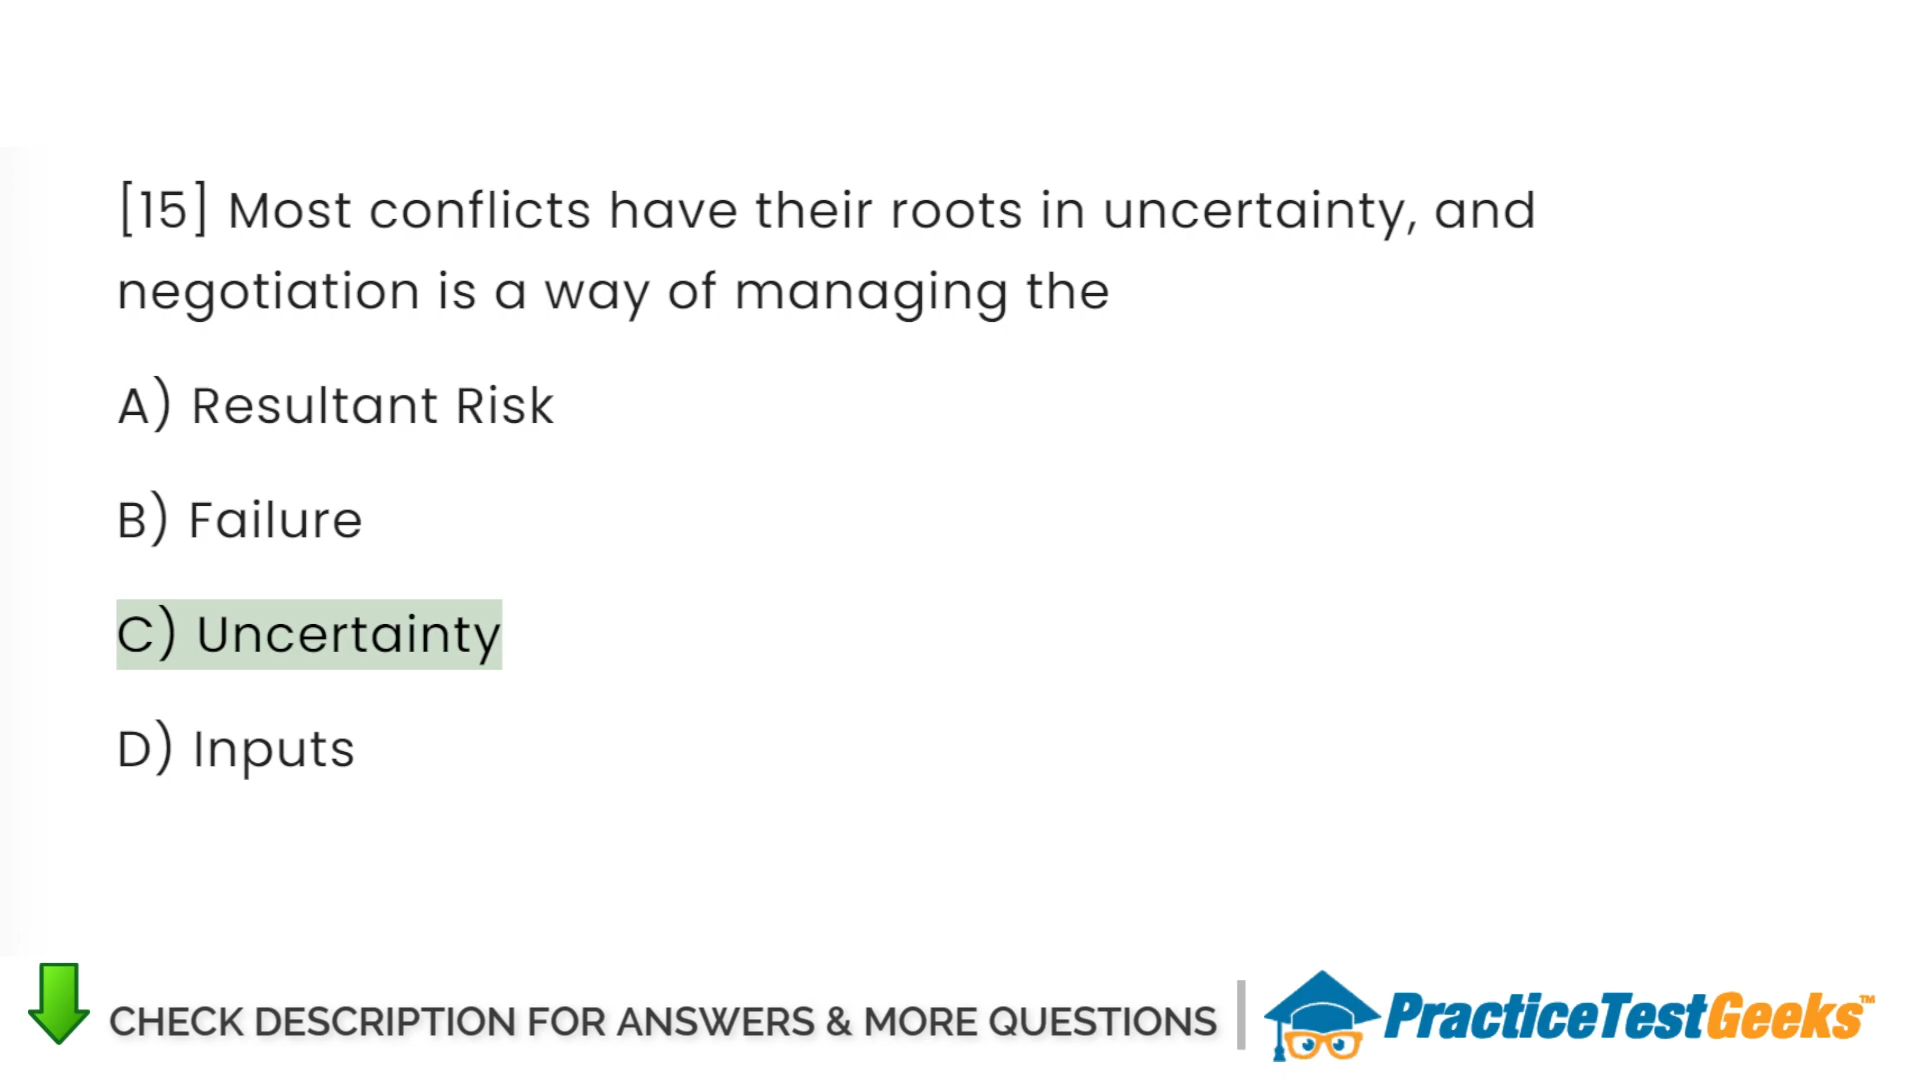 [15] Most conflicts have their roots in uncertainty, and
negotiation is a way of managing the
A) Resultant Risk
B) Failure
C) Uncertainty
D) Inputs
CHECK DESCRIPTION FOR ANSWERS & MORE QUESTIONS
PracticeTestGeeks™